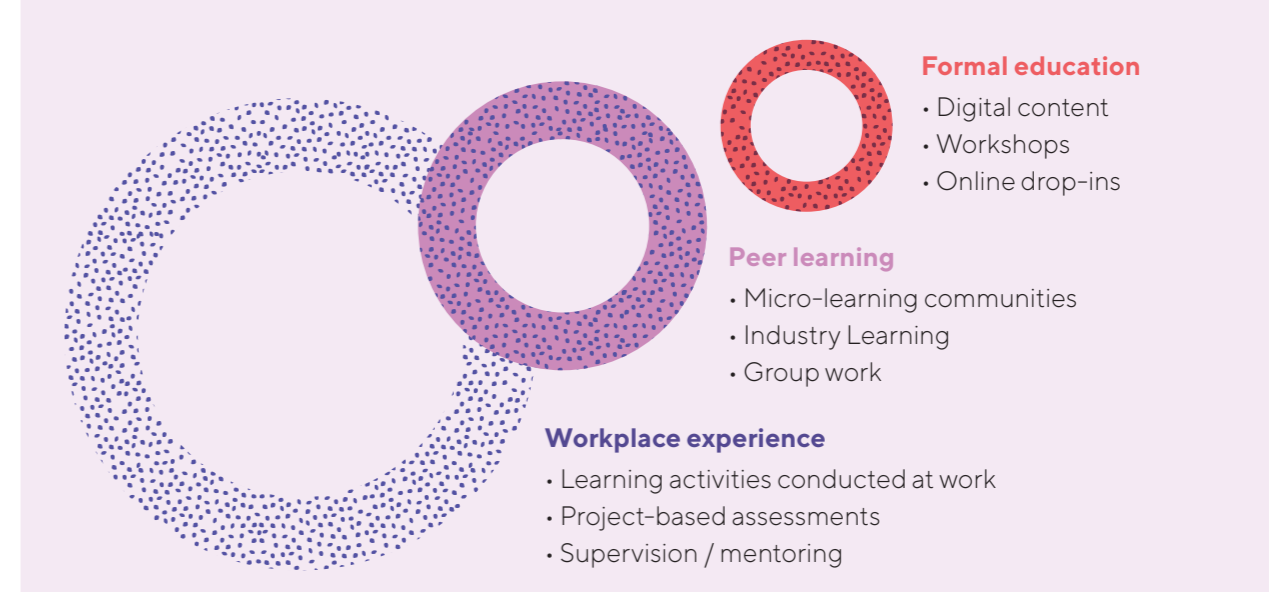 Formal education
• Digital content
• Workshops
• Online drop-ins
Peer learning
• Micro-learning communities
• Industry Learning
• Group work
Workplace experience
• Learning activities conducted at work
• Project-based assessments
• Supervision / mentoring